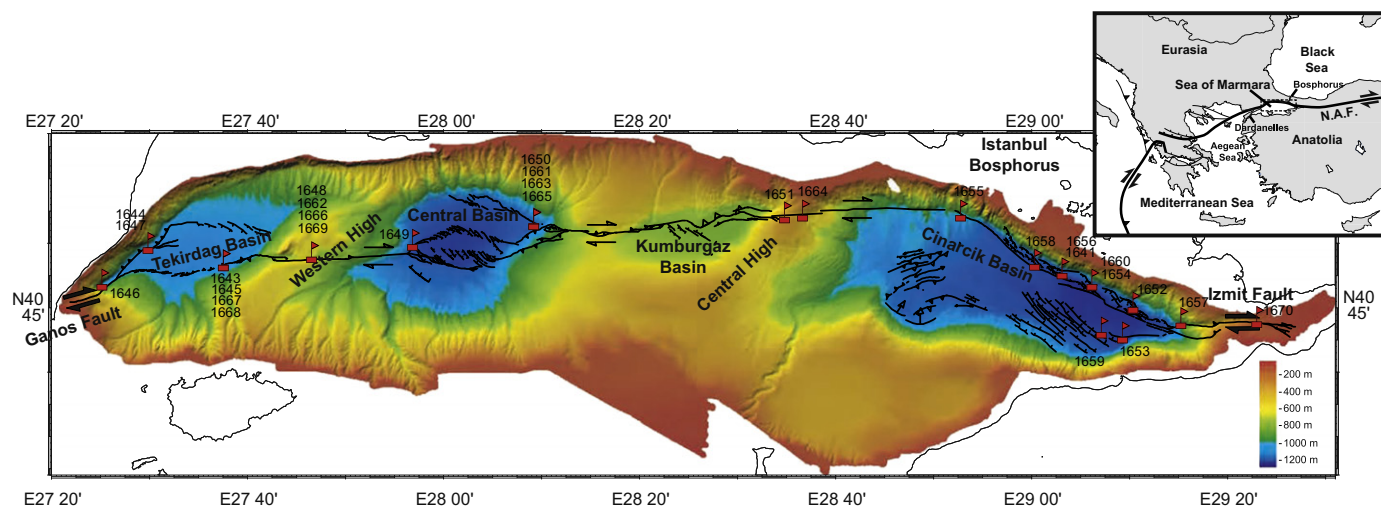 Eurasia
Black
Sea
Sea of Marmara
Bosphorus
N.A.F.
Dardanelles
Aegean
Sea
Anatolia
Mediterranean Sea
E27 20'
E27 40'
E28 00'
E28 20'
E28 40'
E29 00'
Istanbul
Bosphorus
1650
1661
1663
1665
1648
1662
1666
1669
1651
1664
1655
1644
1647
Central Basin
1649
Tekirdag Basin
Western High
Kumburgaz
Basin
Central High
Cinarcik Basin
1658
1656
1641
1660
1654
1652
1657
Izmit Fault
1670
1646
1643
1645
1667
1668
N40
45'
Ganos Fault
N40
45'
1653
1659
- 200 m
- 400 m
- 600 m
- 800 m
- 1000 m
- 1200 m
E27 20'
E27 40'
E28 00'
E28 20'
E28 40'
E29 00'
E29 20'